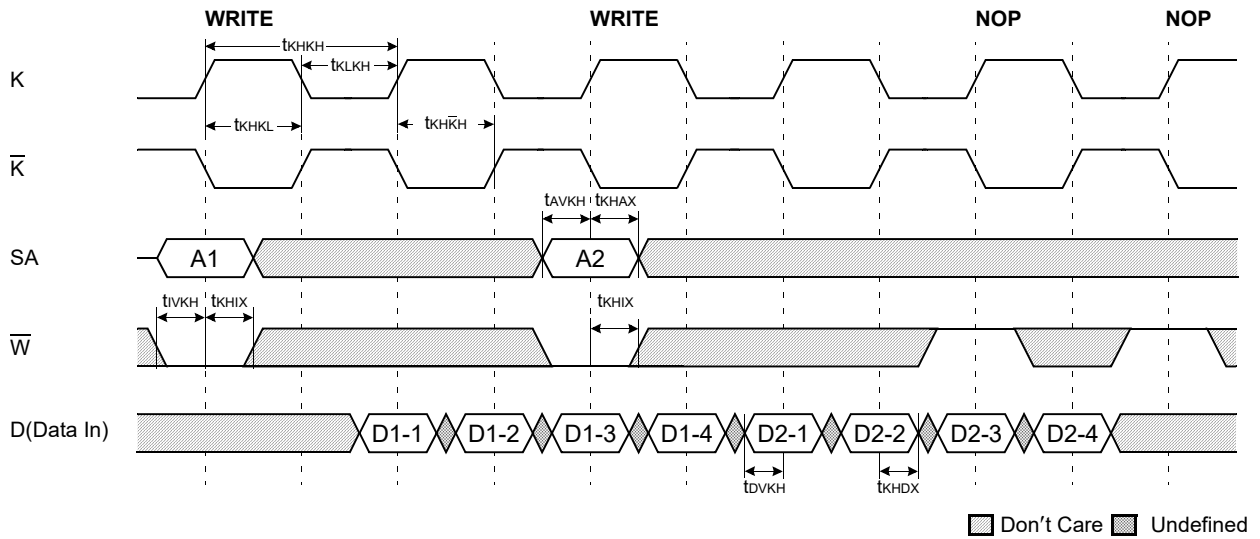 WRITE WRITE NOP NOP
tKHKH
tKLKH
K
tKHKL tKHK̅H
K̅
tAVKH tKHAX
SA A1 A2
tIVKH tKHIX tKHIX
W̅
D(Data In) D1-1 D1-2 D1-3 D1-4 D2-1 D2-2 D2-3 D2-4
tDVKH tKHDX
Don't Care Undefined